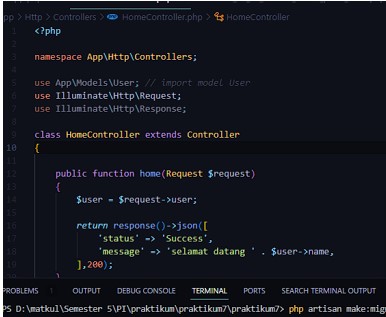 pp > Http > Controllers > HomeController.php > HomeController
1 <?php
2
3 namespace App\Http\Controllers;
4
5 use App\Models\User; // import model User
6 use Illuminate\Http\Request;
7 use Illuminate\Http\Response;
8
9 class HomeController extends Controller
10 {
11
12 public function home(Request $request)
13 {
14 $user = $request->user;
15
16 return response()->json([
17 'status' => 'Success',
18 'message' => 'selamat datang ' . $user->name,
19 ],200);
PROBLEMS 1 OUTPUT DEBUG CONSOLE TERMINAL PORTS SEARCH TERMINAL OUTPUT
PS D:\matkul\Semester 5\PI\praktikum\praktikum7\praktikum7> php artisan make:mig